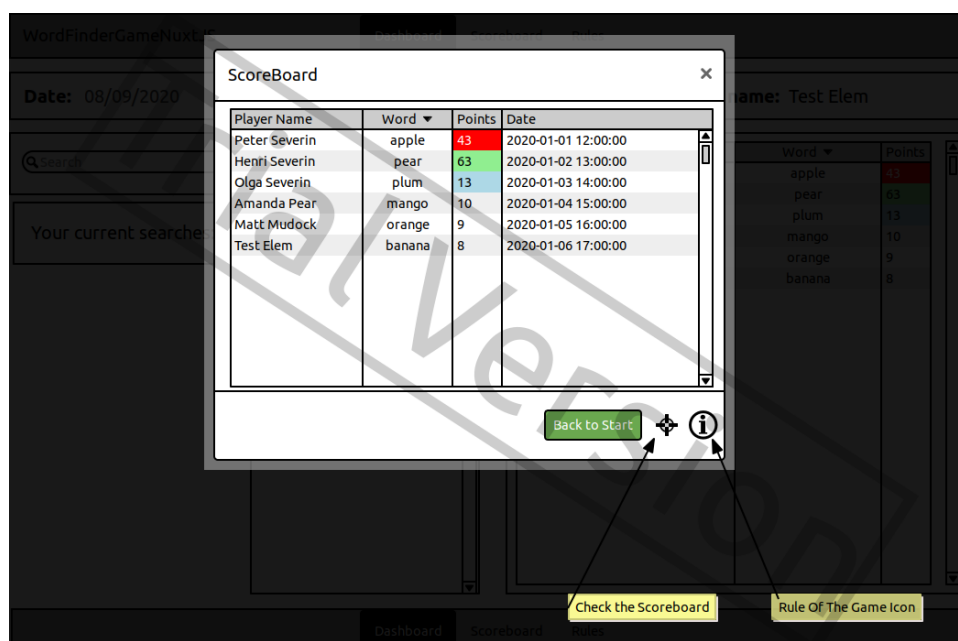 WordFinderGameNuxtJS
Dashboard Scoreboard Rules
Date: 08/09/2020
name: Test Elem
Search
Your current searches
Word ▼ Points
apple 43
pear 63
plum 13
mango 10
orange 9
banana 8
ScoreBoard ×
Player Name Word ▼ Points Date
Peter Severin apple 43 2020-01-01 12:00:00
Henri Severin pear 63 2020-01-02 13:00:00
Olga Severin plum 13 2020-01-03 14:00:00
Amanda Pear mango 10 2020-01-04 15:00:00
Matt Mudock orange 9 2020-01-05 16:00:00
Test Elem banana 8 2020-01-06 17:00:00
Back to Start
Check the Scoreboard
Rule Of The Game Icon
Dashboard Scoreboard Rules
Trial Version